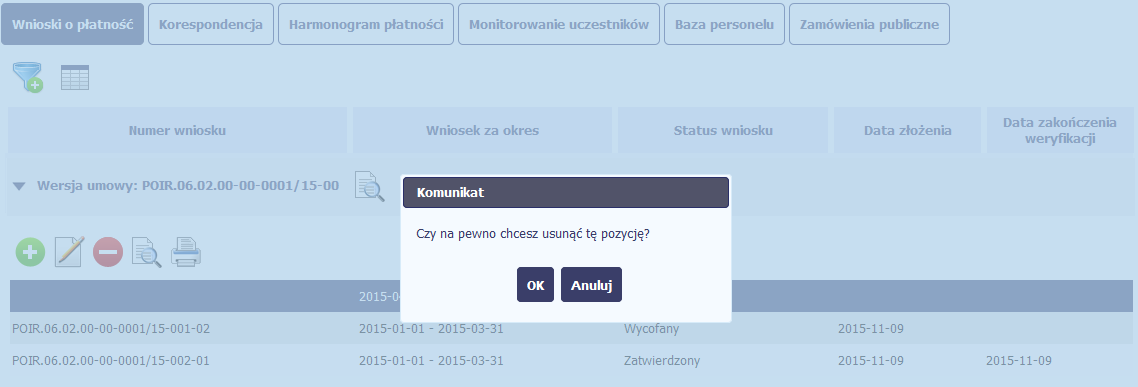 Wnioski o płatność Korespondencja Harmonogram płatności Monitorowanie uczestników Baza personelu Zamówienia publiczne
Numer wniosku Wniosek za okres Status wniosku Data złożenia Data zakończenia weryfikacji
Wersja umowy: POIR.06.02.00-00-0001/15-00
Komunikat
Czy na pewno chcesz usunąć tę pozycję?
OK Anuluj
POIR.06.02.00-00-0001/15-001-02 2015-01-01 - 2015-03-31 Wycofany 2015-11-09
POIR.06.02.00-00-0001/15-002-01 2015-01-01 - 2015-03-31 Zatwierdzony 2015-11-09 2015-11-09